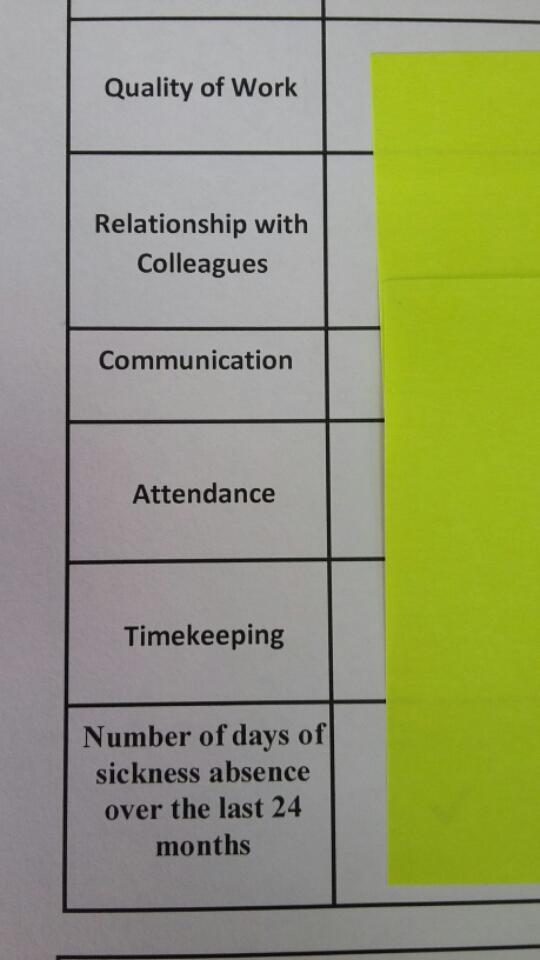 Quality of Work
Relationship with
Colleagues
Communication
Attendance
Timekeeping
Number of days of
sickness absence
over the last 24
months